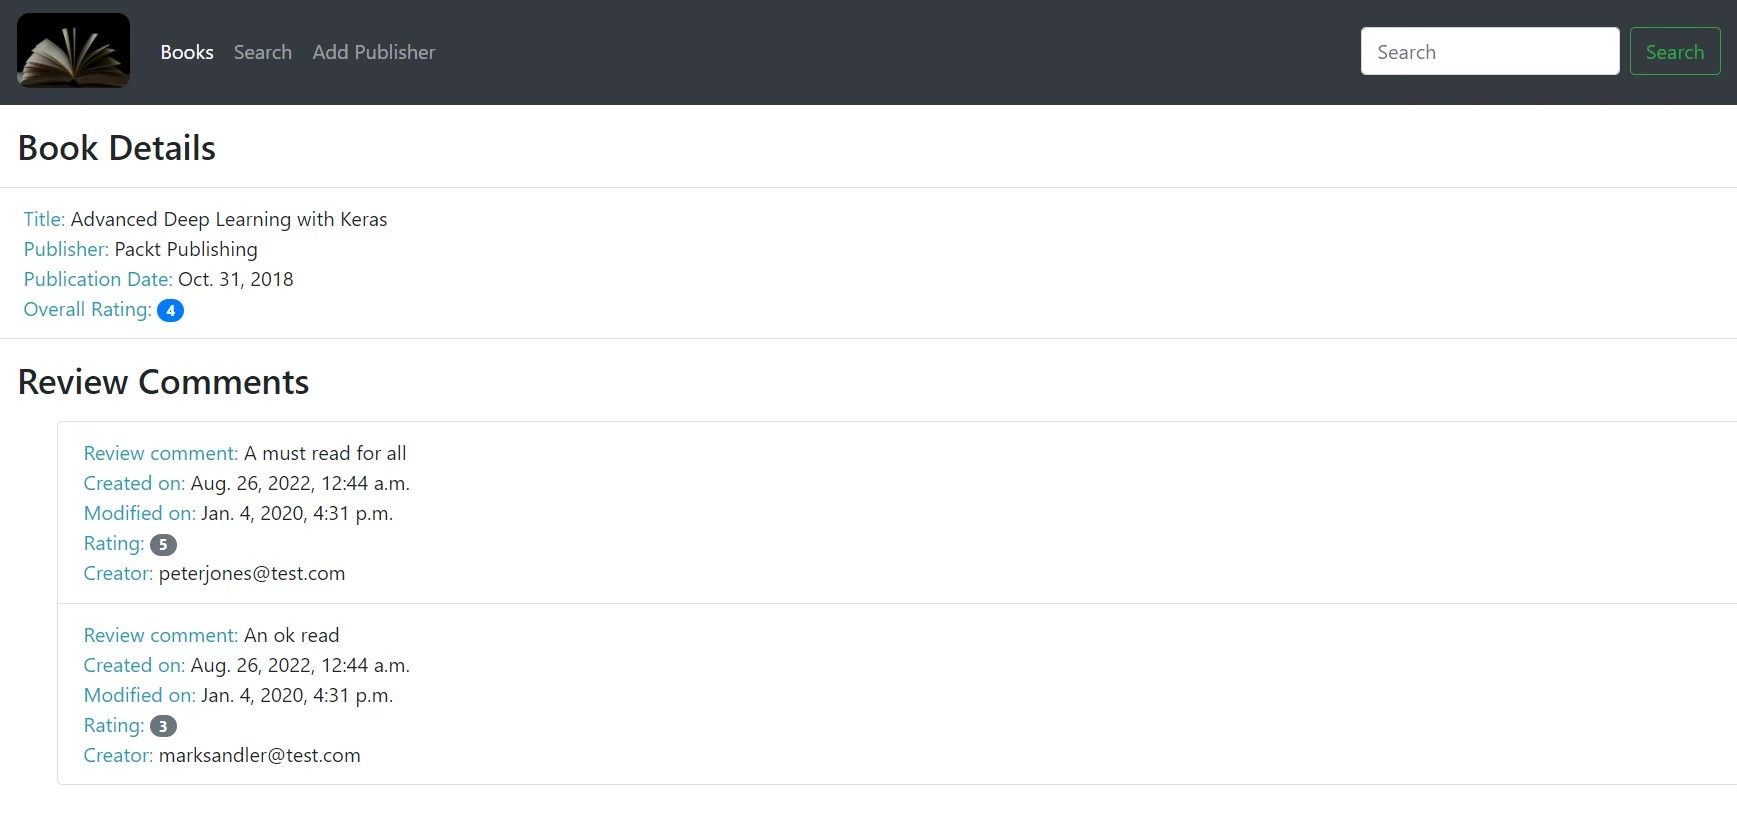 Books Search Add Publisher Search Search
Book Details
Title: Advanced Deep Learning with Keras
Publisher: Packt Publishing
Publication Date: Oct. 31, 2018
Overall Rating: 4
Review Comments
Review comment: A must read for all
Created on: Aug. 26, 2022, 12:44 a.m.
Modified on: Jan. 4, 2020, 4:31 p.m.
Rating: 5
Creator: peterjones@test.com
Review comment: An ok read
Created on: Aug. 26, 2022, 12:44 a.m.
Modified on: Jan. 4, 2020, 4:31 p.m.
Rating: 3
Creator: marksandler@test.com